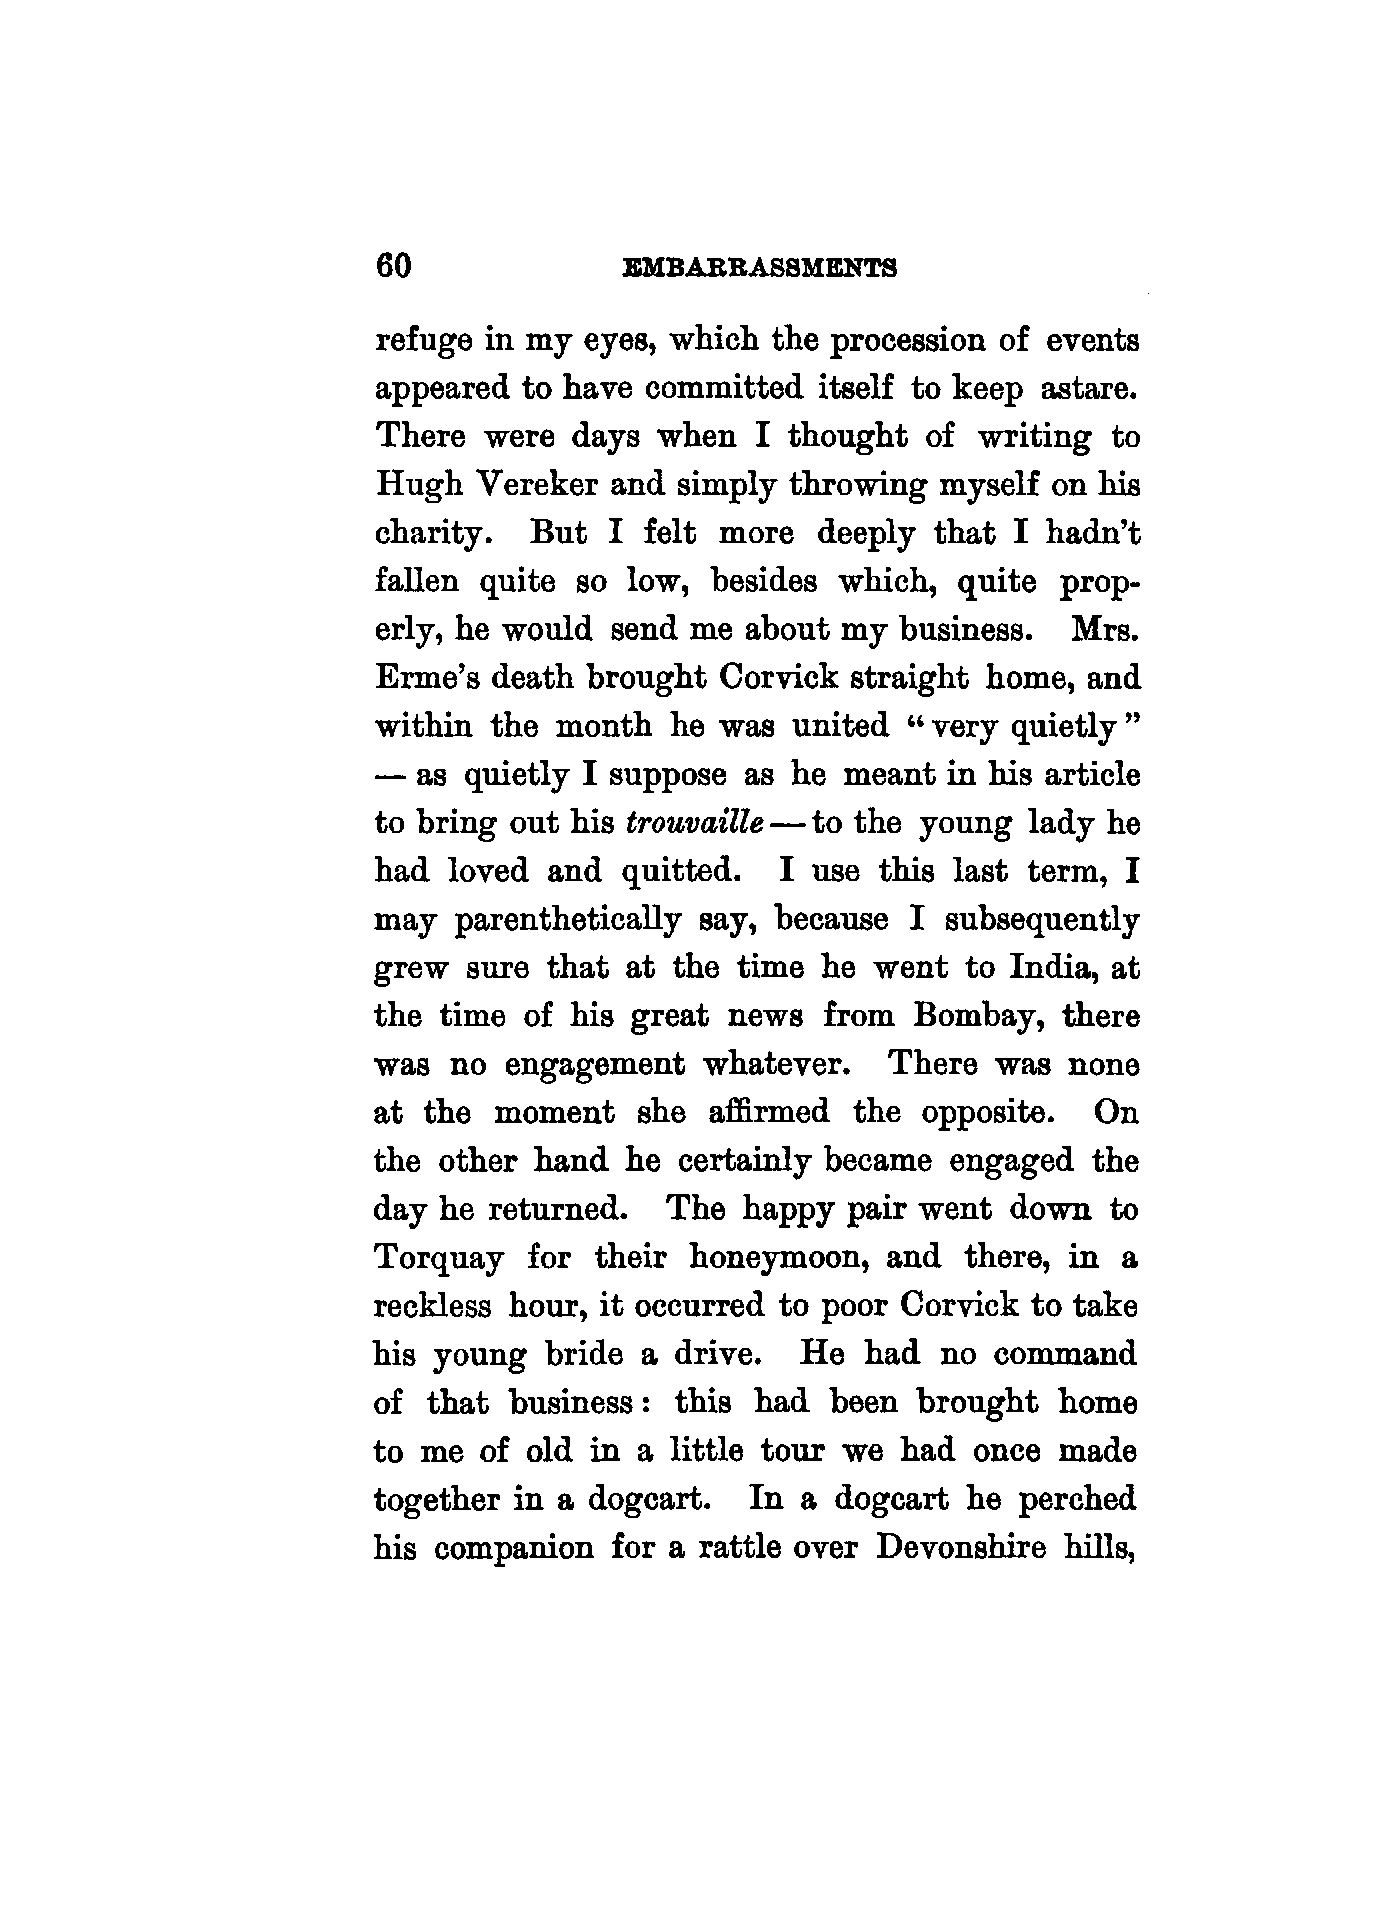 60 EMBARRASSMENTS
refuge in my eyes, which the procession of events
appeared to have committed itself to keep astare.
There were days when I thought of writing to
Hugh Vereker and simply throwing myself on his
charity. But I felt more deeply that I hadn't
fallen quite so low, besides which, quite prop-
erly, he would send me about my business. Mrs.
Erme's death brought Corvick straight home, and
within the month he was united “very quietly”
— as quietly I suppose as he meant in his article
to bring out his trouvaille — to the young lady he
had loved and quitted. I use this last term, I
may parenthetically say, because I subsequently
grew sure that at the time he went to India, at
the time of his great news from Bombay, there
was no engagement whatever. There was none
at the moment she affirmed the opposite. On
the other hand he certainly became engaged the
day he returned. The happy pair went down to
Torquay for their honeymoon, and there, in a
reckless hour, it occurred to poor Corvick to take
his young bride a drive. He had no command
of that business: this had been brought home
to me of old in a little tour we had once made
together in a dogcart. In a dogcart he perched
his companion for a rattle over Devonshire hills,